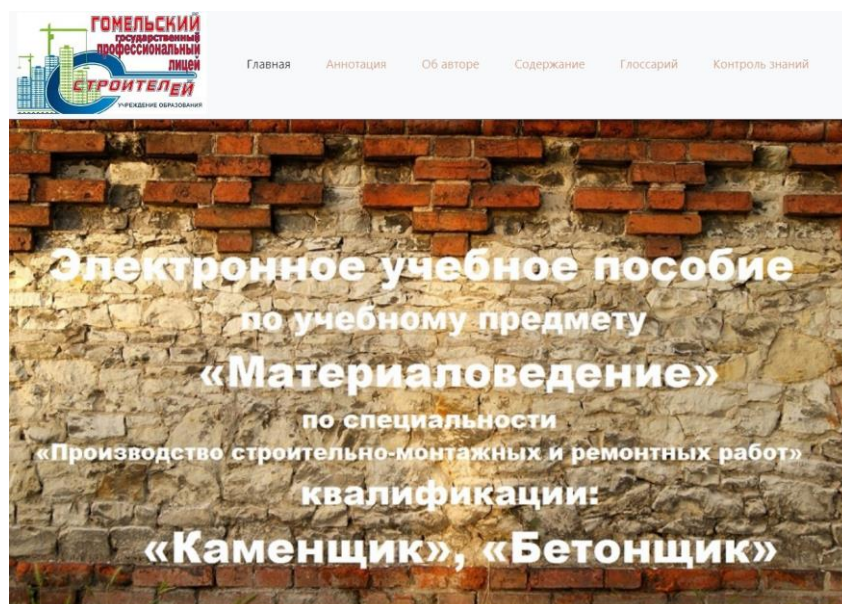 ГОМЕЛЬСКИЙ
государственный
профессиональный
лицей
СТРОИТЕЛЕЙ
УЧРЕЖДЕНИЕ ОБРАЗОВАНИЯ
Главная Аннотация Об авторе Содержание Глоссарий Контроль знаний
Электронное учебное пособие
по учебному предмету
«Материаловедение»
по специальности
«Производство строительно-монтажных и ремонтных работ»
квалификации:
«Каменщик», «Бетонщик»